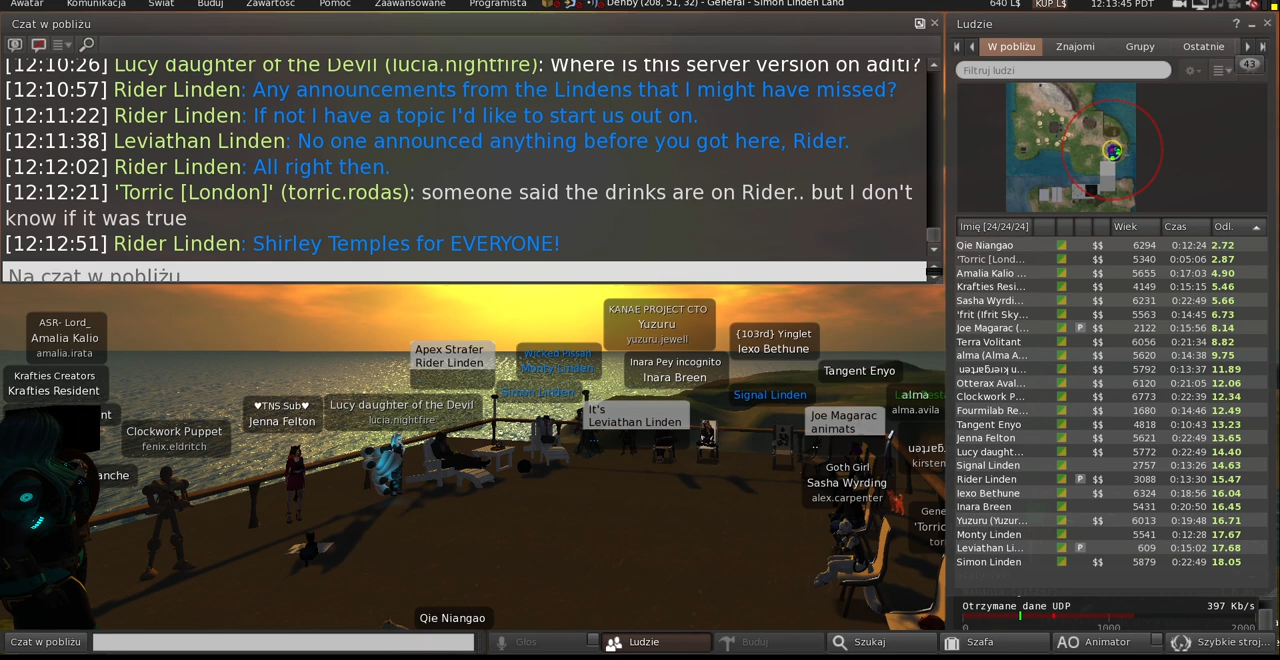 Awatar Komunikacja Świat Buduj Zawartość Pomoc Zaawansowane Programista Denby (208, 51, 32) - General - Simon Linden Land 640 L$ KUP L$ 12:13:45 PDT
Czat w pobliżu
[12:10:26] Lucy daughter of the Devil (lucia.nightfire): Where is this server version on aditi?
[12:10:57] Rider Linden: Any announcements from the Lindens that I might have missed?
[12:11:22] Rider Linden: If not I have a topic I'd like to start us out on.
[12:11:38] Leviathan Linden: No one announced anything before you got here, Rider.
[12:12:02] Rider Linden: All right then.
[12:12:21] 'Torric [London]' (torric.rodas): someone said the drinks are on Rider.. but I don't
know if it was true
[12:12:51] Rider Linden: Shirley Temples for EVERYONE!
Na czat w pobliżu
ASR- Lord_
Amalia Kalio
amalia.irata
Krafties Creators
Krafties Resident
nt
Clockwork Puppet
fenix.eldritch
anche
♥TNS Sub♥
Jenna Felton
Lucy daughter of the Devil
lucia.nightfire
Apex Strafer
Rider Linden
Wicked Pissah
Monty Linden
Simon Linden
KANAE PROJECT CTO
Yuzuru
yuzuru.jewell
Inara Pey incognito
Inara Breen
{103rd} Yinglet
Iexo Bethune
It's
Leviathan Linden
Signal Linden
Tangent Enyo
alma
alma.avila
Joe Magarac
animats
kirsten
Goth Girl
Sasha Wyrding
alex.carpenter
Gene
'Torric
tor
Qie Niangao
Ludzie
W pobliżu Znajomi Grupy Ostatnie
Filtruj ludzi 43
Imię [24/24/24] Wiek Czas Odl.
Qie Niangao $$ 6294 0:12:24 2.72
'Torric [Lond... $$ 5340 0:05:06 2.87
Amalia Kalio ... $$ 5655 0:17:03 4.90
Krafties Resi... $$ 4149 0:15:15 5.46
Sasha Wyrdi... $$ 6231 0:22:49 5.66
'frit (Ifrit Sky... $$ 5563 0:14:45 6.73
Joe Magarac (... P $$ 2122 0:15:56 8.14
Terra Volitant $$ 6056 0:21:34 8.82
alma (Alma A... $$ 5620 0:14:38 9.75
$$ 5792 0:13:37 11.89
Otterax Aval... $$ 6120 0:21:05 12.06
Clockwork P... $$ 6773 0:22:39 12.34
Fourmilab Re... $$ 1680 0:14:46 12.49
Tangent Enyo $$ 4818 0:10:43 13.23
Jenna Felton $$ 5621 0:22:49 13.65
Lucy daught... $$ 5772 0:22:49 14.40
Signal Linden 2757 0:13:26 14.63
Rider Linden P $$ 3088 0:13:30 15.47
Iexo Bethune $$ 6324 0:18:56 16.04
Inara Breen 5431 0:20:50 16.45
Yuzuru (Yuzur... $$ 6013 0:19:48 16.71
Monty Linden 5541 0:12:28 17.67
Leviathan Li... P 609 0:15:02 17.68
Simon Linden $$ 5879 0:22:49 18.05
Otrzymane dane UDP 397 Kb/s
0 1000 2000
Czat w pobliżu Głos Ludzie Buduj Szukaj Szafa AO Animator Szybkie stroj...